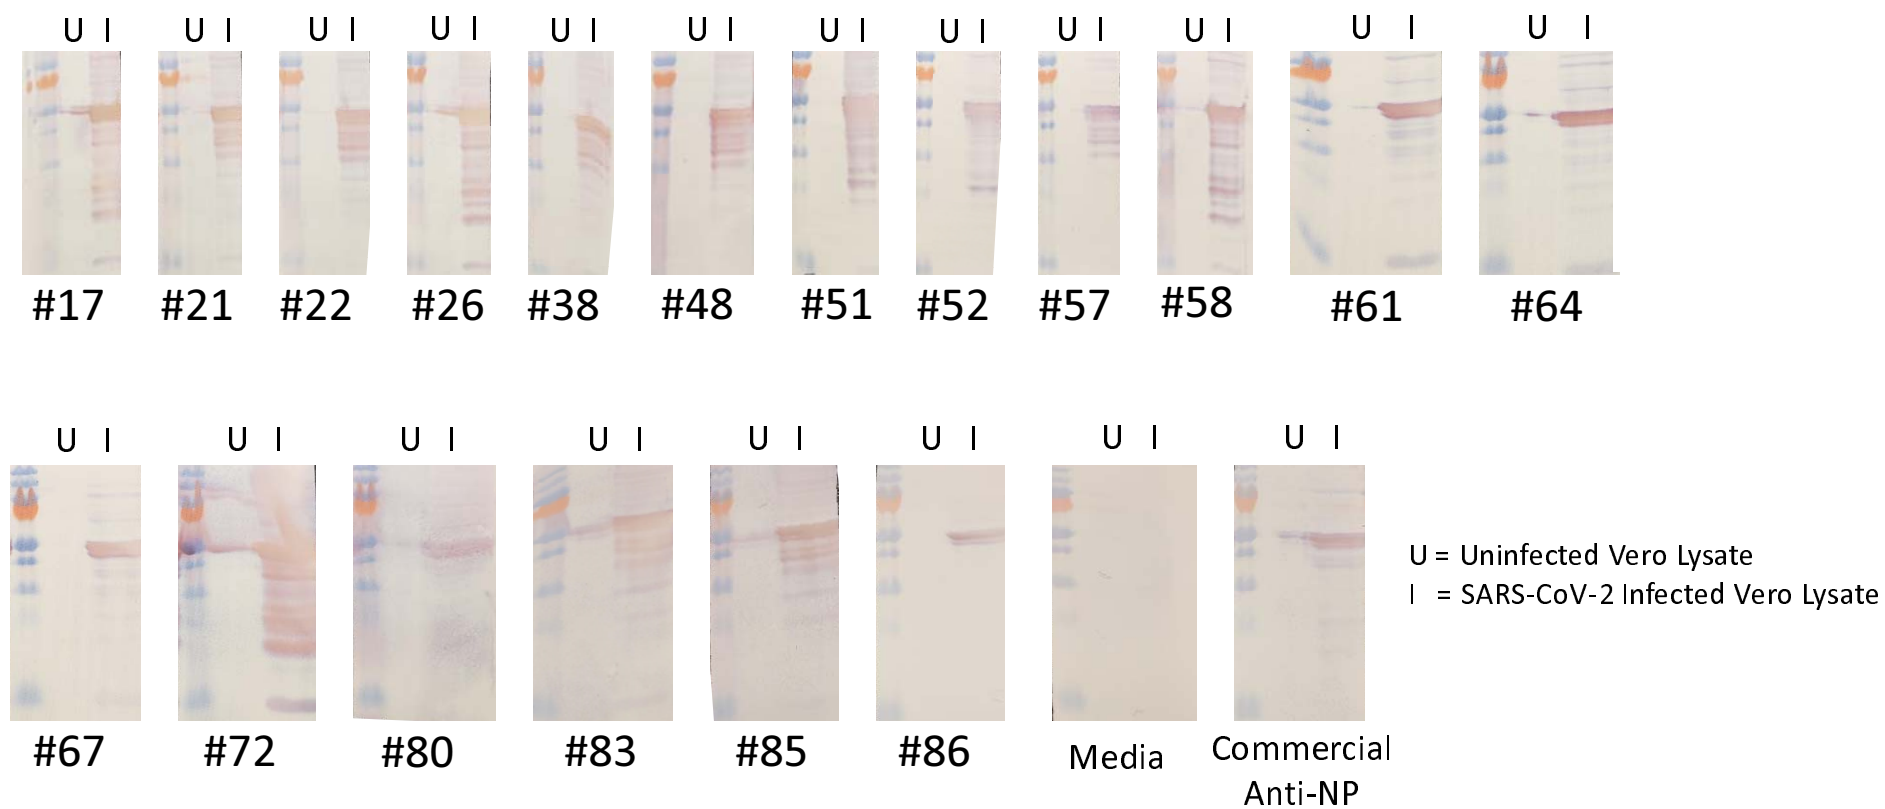 U I U I U I U I U I U I U I U I U I U I U I U I
#17 #21 #22 #26 #38 #48 #51 #52 #57 #58 #61 #64
U I U I U I U I U I U I U I U I
U = Uninfected Vero Lysate
I = SARS-CoV-2 Infected Vero Lysate
#67 #72 #80 #83 #85 #86 Media Commercial
Anti-NP